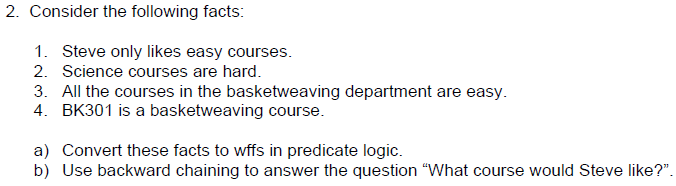 2. Consider the following facts:
1. Steve only likes easy courses.
2. Science courses are hard.
3. All the courses in the basketweaving department are easy.
4. BK301 is a basketweaving course.
a) Convert these facts to wffs in predicate logic.
b) Use backward chaining to answer the question “What course would Steve like?”.